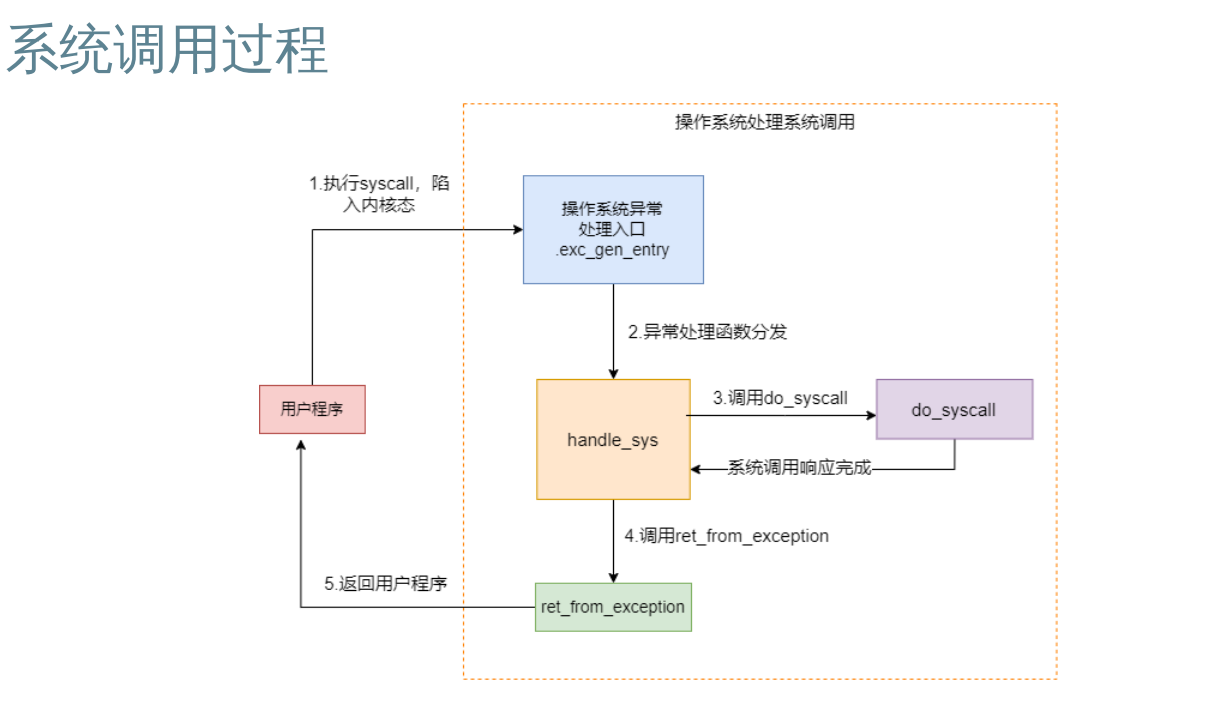 系统调用过程
操作系统处理系统调用
1.执行syscall，陷
入内核态
操作系统异常
处理入口
.exc_gen_entry
2.异常处理函数分发
用户程序
handle_sys
3.调用do_syscall
do_syscall
系统调用响应完成
4.调用ret_from_exception
5.返回用户程序
ret_from_exception